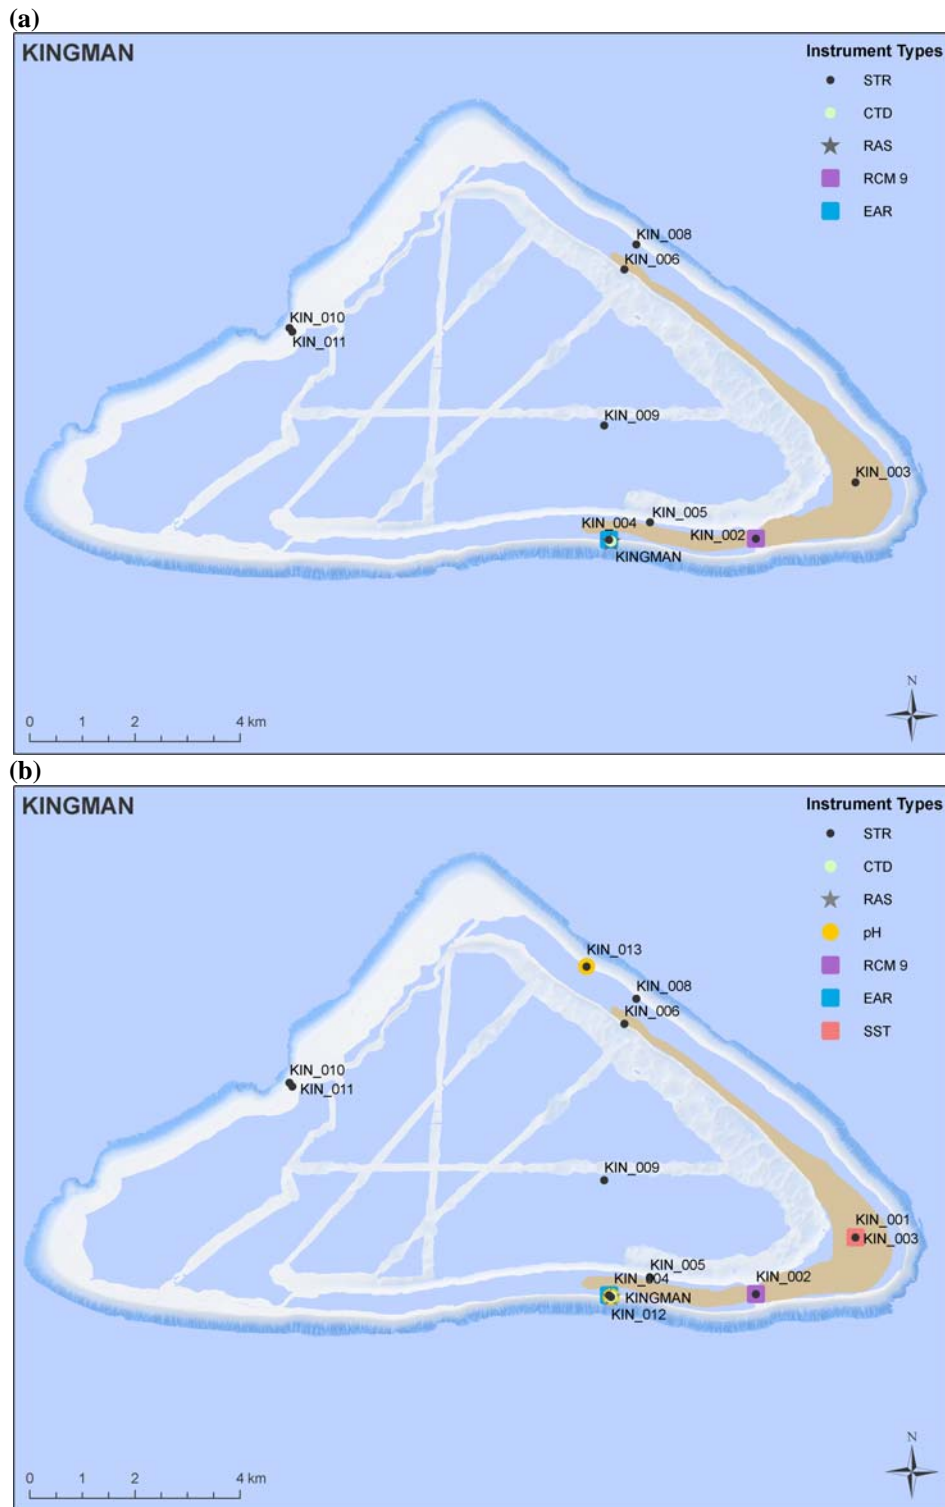 (a)
KINGMAN
Instrument Types
STR
CTD
RAS
RCM 9
EAR
KIN_008
KIN_006
KIN_010
KIN_011
KIN_009
KIN_003
KIN_005
KIN_004
KIN_002
KINGMAN
N
0 1 2 4 km
(b)
KINGMAN
Instrument Types
STR
CTD
RAS
pH
RCM 9
EAR
SST
KIN_013
KIN_008
KIN_006
KIN_010
KIN_011
KIN_009
KIN_001
KIN_003
KIN_005
KIN_004
KIN_002
KINGMAN
KIN_012
N
0 1 2 4 km